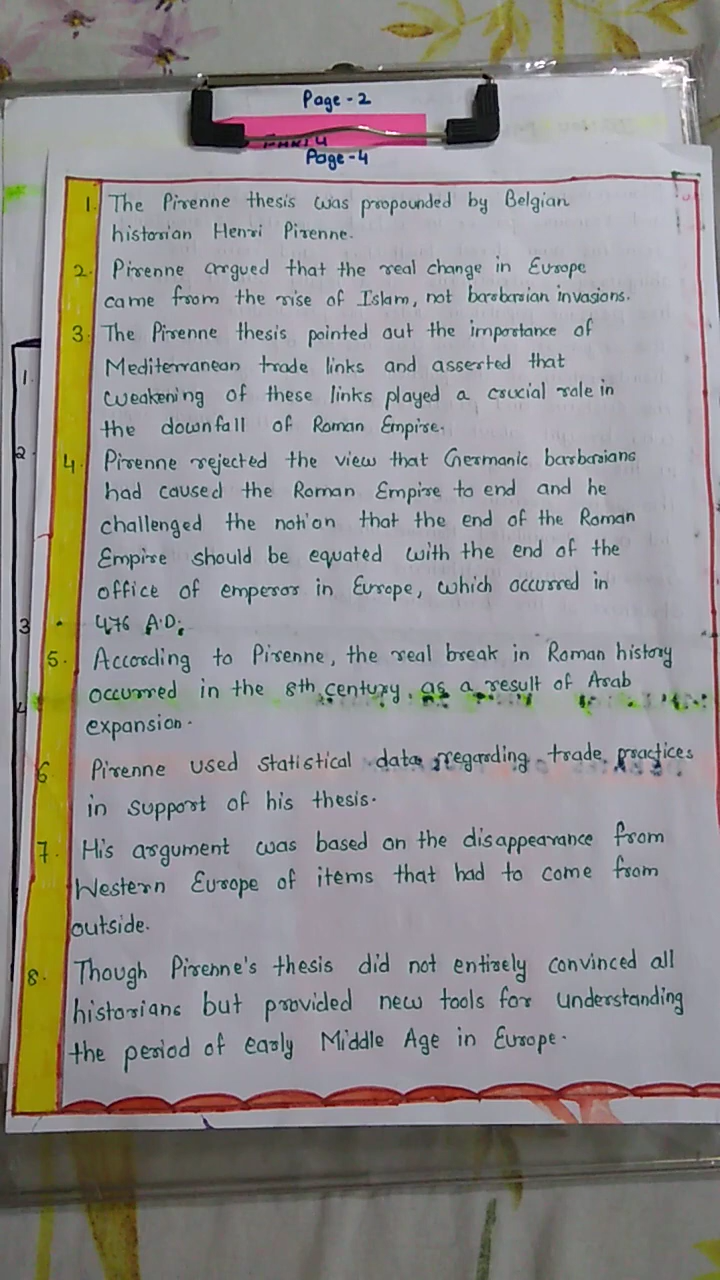 Page-2
Page-4
1. The Pirenne thesis was propounded by Belgian
historian Henri Pirenne.
2. Pirenne argued that the real change in Europe
came from the rise of Islam, not barbarian invasions.
3. The Pirenne thesis pointed out the importance of
Mediterranean trade links and asserted that
weakening of these links played a crucial role in
the downfall of Roman Empire.
4. Pirenne rejected the view that Germanic barbarians
had caused the Roman Empire to end and he
challenged the notion that the end of the Roman
Empire should be equated with the end of the
office of emperor in Europe, which occurred in
476 A.D.
5. According to Pirenne, the real break in Roman history
occurred in the 8th century as a result of Arab
expansion.
6 Pirenne used statistical data regarding trade practices
in support of his thesis.
7. His argument was based on the disappearance from
Western Europe of items that had to come from
outside.
8. Though Pirenne's thesis did not entirely convinced all
historians but provided new tools for understanding
the period of early Middle Age in Europe.
1.
2.
3